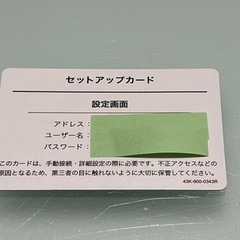 セットアップカード
設定画面
アドレス：
ユーザー名：
パスワード：
このカードは、手動接続・詳細設定の際に必要です。不正アクセスなどの
原因となるため、第三者の目に触れないように大切に保管してください。
43K-900-0343R